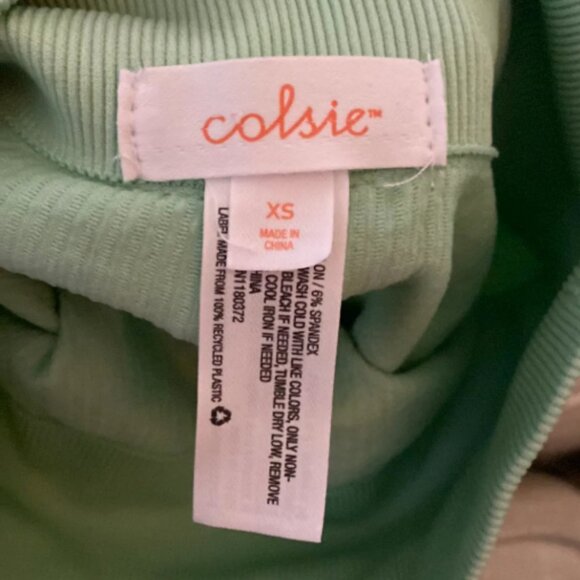 colsie™
XS
MADE IN
CHINA
ON / 6% SPANDEX
WASH COLD WITH LIKE COLORS, ONLY NON-
BLEACH IF NEEDED, TUMBLE DRY LOW, REMOVE
COOL IRON IF NEEDED
INA
N1180372
LABEL MADE FROM 100% RECYCLED PLASTIC